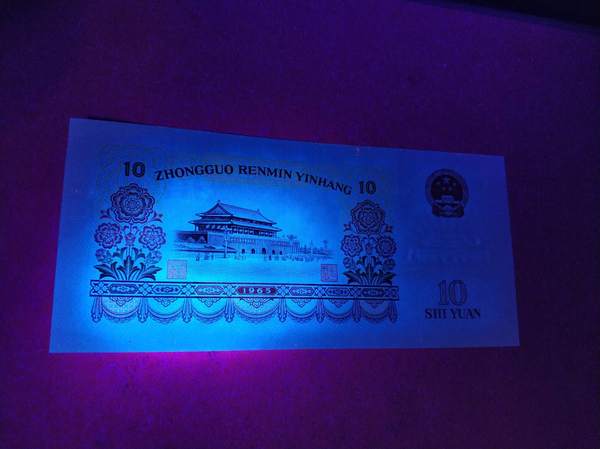 10 ZHONGGUO RENMIN YINHANG 10
1965
10
SHI YUAN